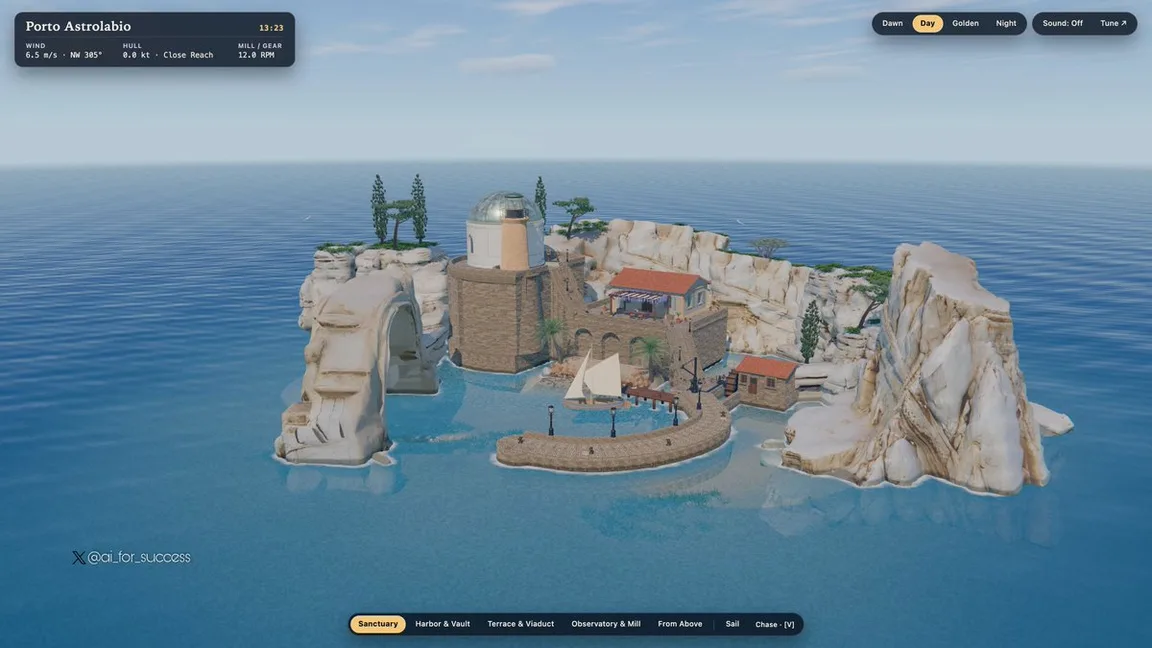 Porto Astrolabio 13:23
WIND HULL MILL / GEAR
6.5 m/s · NW 305° 0.0 kt · Close Reach 12.0 RPM
Dawn Day Golden Night Sound: Off Tune ↗
X @ai_for_success
Sanctuary Harbor & Vault Terrace & Viaduct Observatory & Mill From Above Sail Chase · [V]